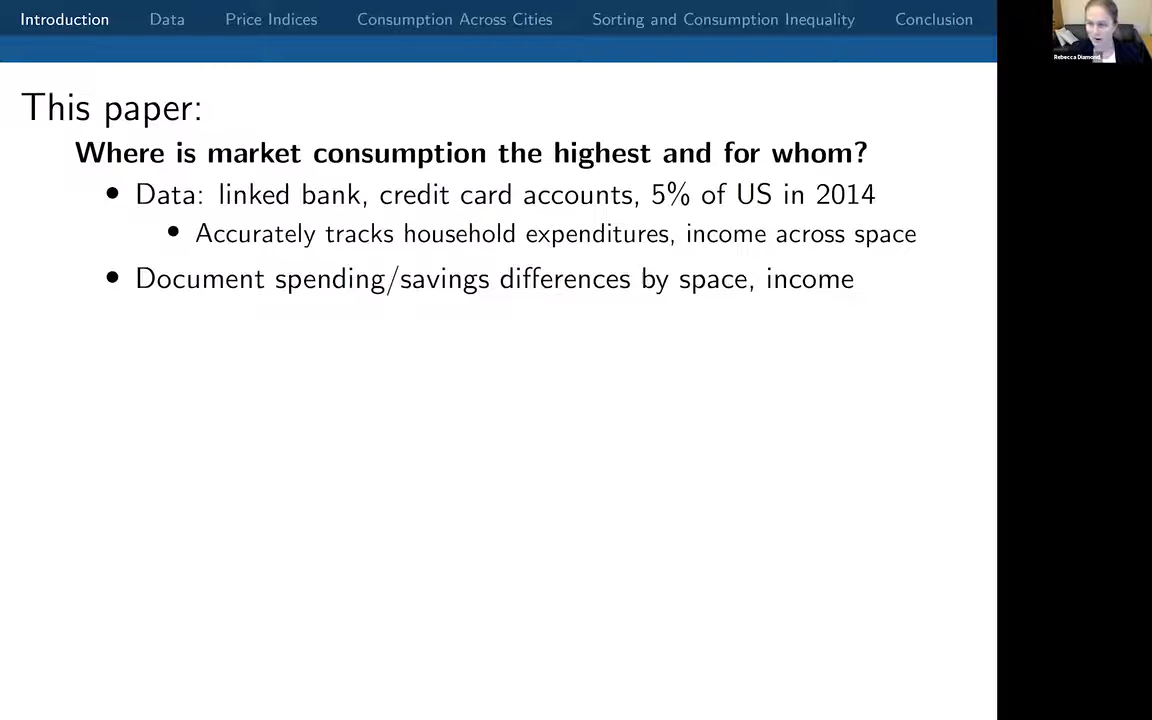 Introduction Data Price Indices Consumption Across Cities Sorting and Consumption Inequality Conclusion
Rebecca Diamond
This paper:
Where is market consumption the highest and for whom?
• Data: linked bank, credit card accounts, 5% of US in 2014
• Accurately tracks household expenditures, income across space
• Document spending/savings differences by space, income